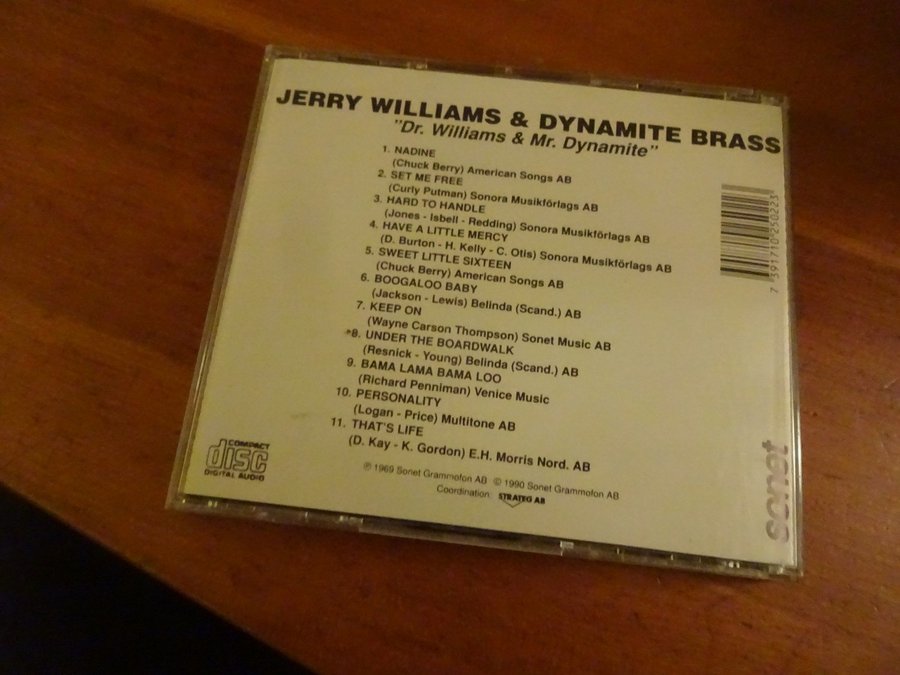 JERRY WILLIAMS & DYNAMITE BRASS
"Dr. Williams & Mr. Dynamite"
1. NADINE
(Chuck Berry) American Songs AB
2. SET ME FREE
(Curly Putman) Sonora Musikförlags AB
3. HARD TO HANDLE
(Jones - Isbell - Redding) Sonora Musikförlags AB
4. HAVE A LITTLE MERCY
(D. Burton - H. Kelly - C. Otis) Sonora Musikförlags AB
5. SWEET LITTLE SIXTEEN
(Chuck Berry) American Songs AB
6. BOOGALOO BABY
(Jackson - Lewis) Belinda (Scand.) AB
7. KEEP ON
(Wayne Carson Thompson) Sonet Music AB
*8. UNDER THE BOARDWALK
(Resnick - Young) Belinda (Scand.) AB
9. BAMA LAMA BAMA LOO
(Richard Penniman) Venice Music
10. PERSONALITY
(Logan - Price) Multitone AB
11. THAT'S LIFE
(D. Kay - K. Gordon) E.H. Morris Nord. AB
℗ 1969 Sonet Grammofon AB © 1990 Sonet Grammofon AB
Coordination: STRATEG AB
COMPACT
disc
DIGITAL AUDIO
7 391710 250223
sonet